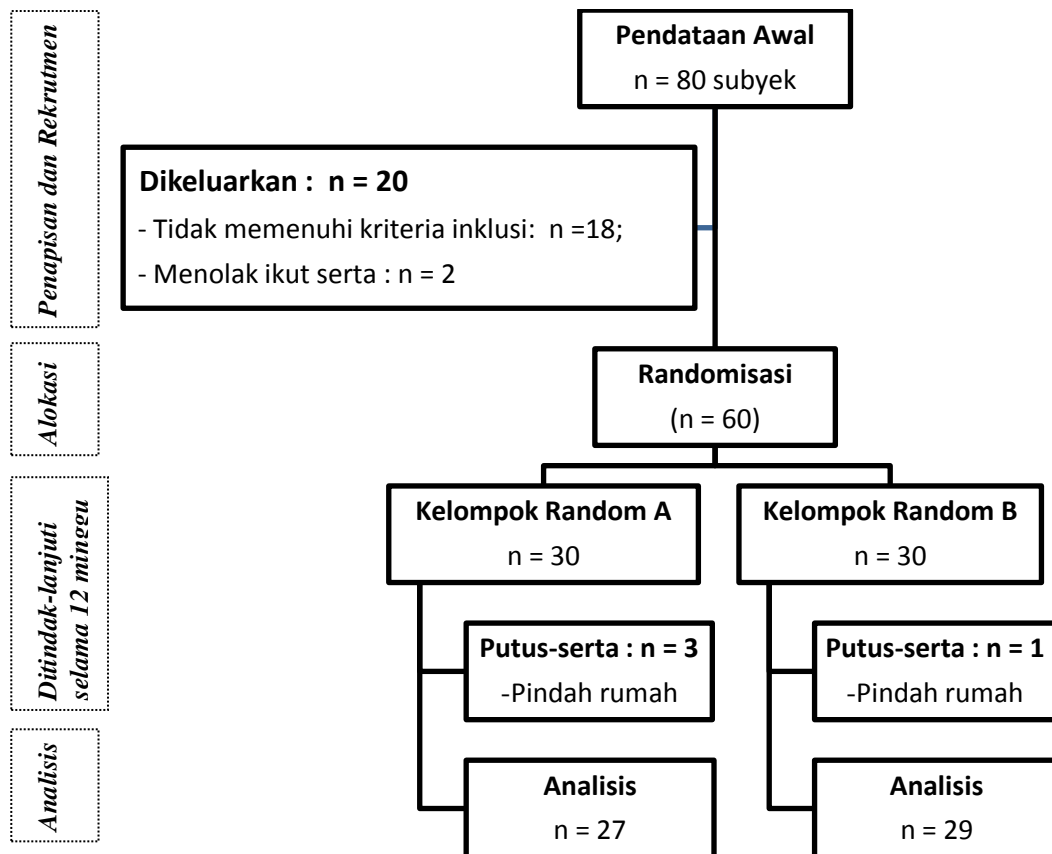 Penapisan dan Rekrutmen
Pendataan Awal
n = 80 subyek
Dikeluarkan : n = 20
- Tidak memenuhi kriteria inklusi: n =18;
- Menolak ikut serta : n = 2
Alokasi
Randomisasi
(n = 60)
Ditindak-lanjuti
selama 12 minggu
Kelompok Random A
n = 30
Kelompok Random B
n = 30
Putus-serta : n = 3
-Pindah rumah
Putus-serta : n = 1
-Pindah rumah
Analisis
Analisis
n = 27
Analisis
n = 29